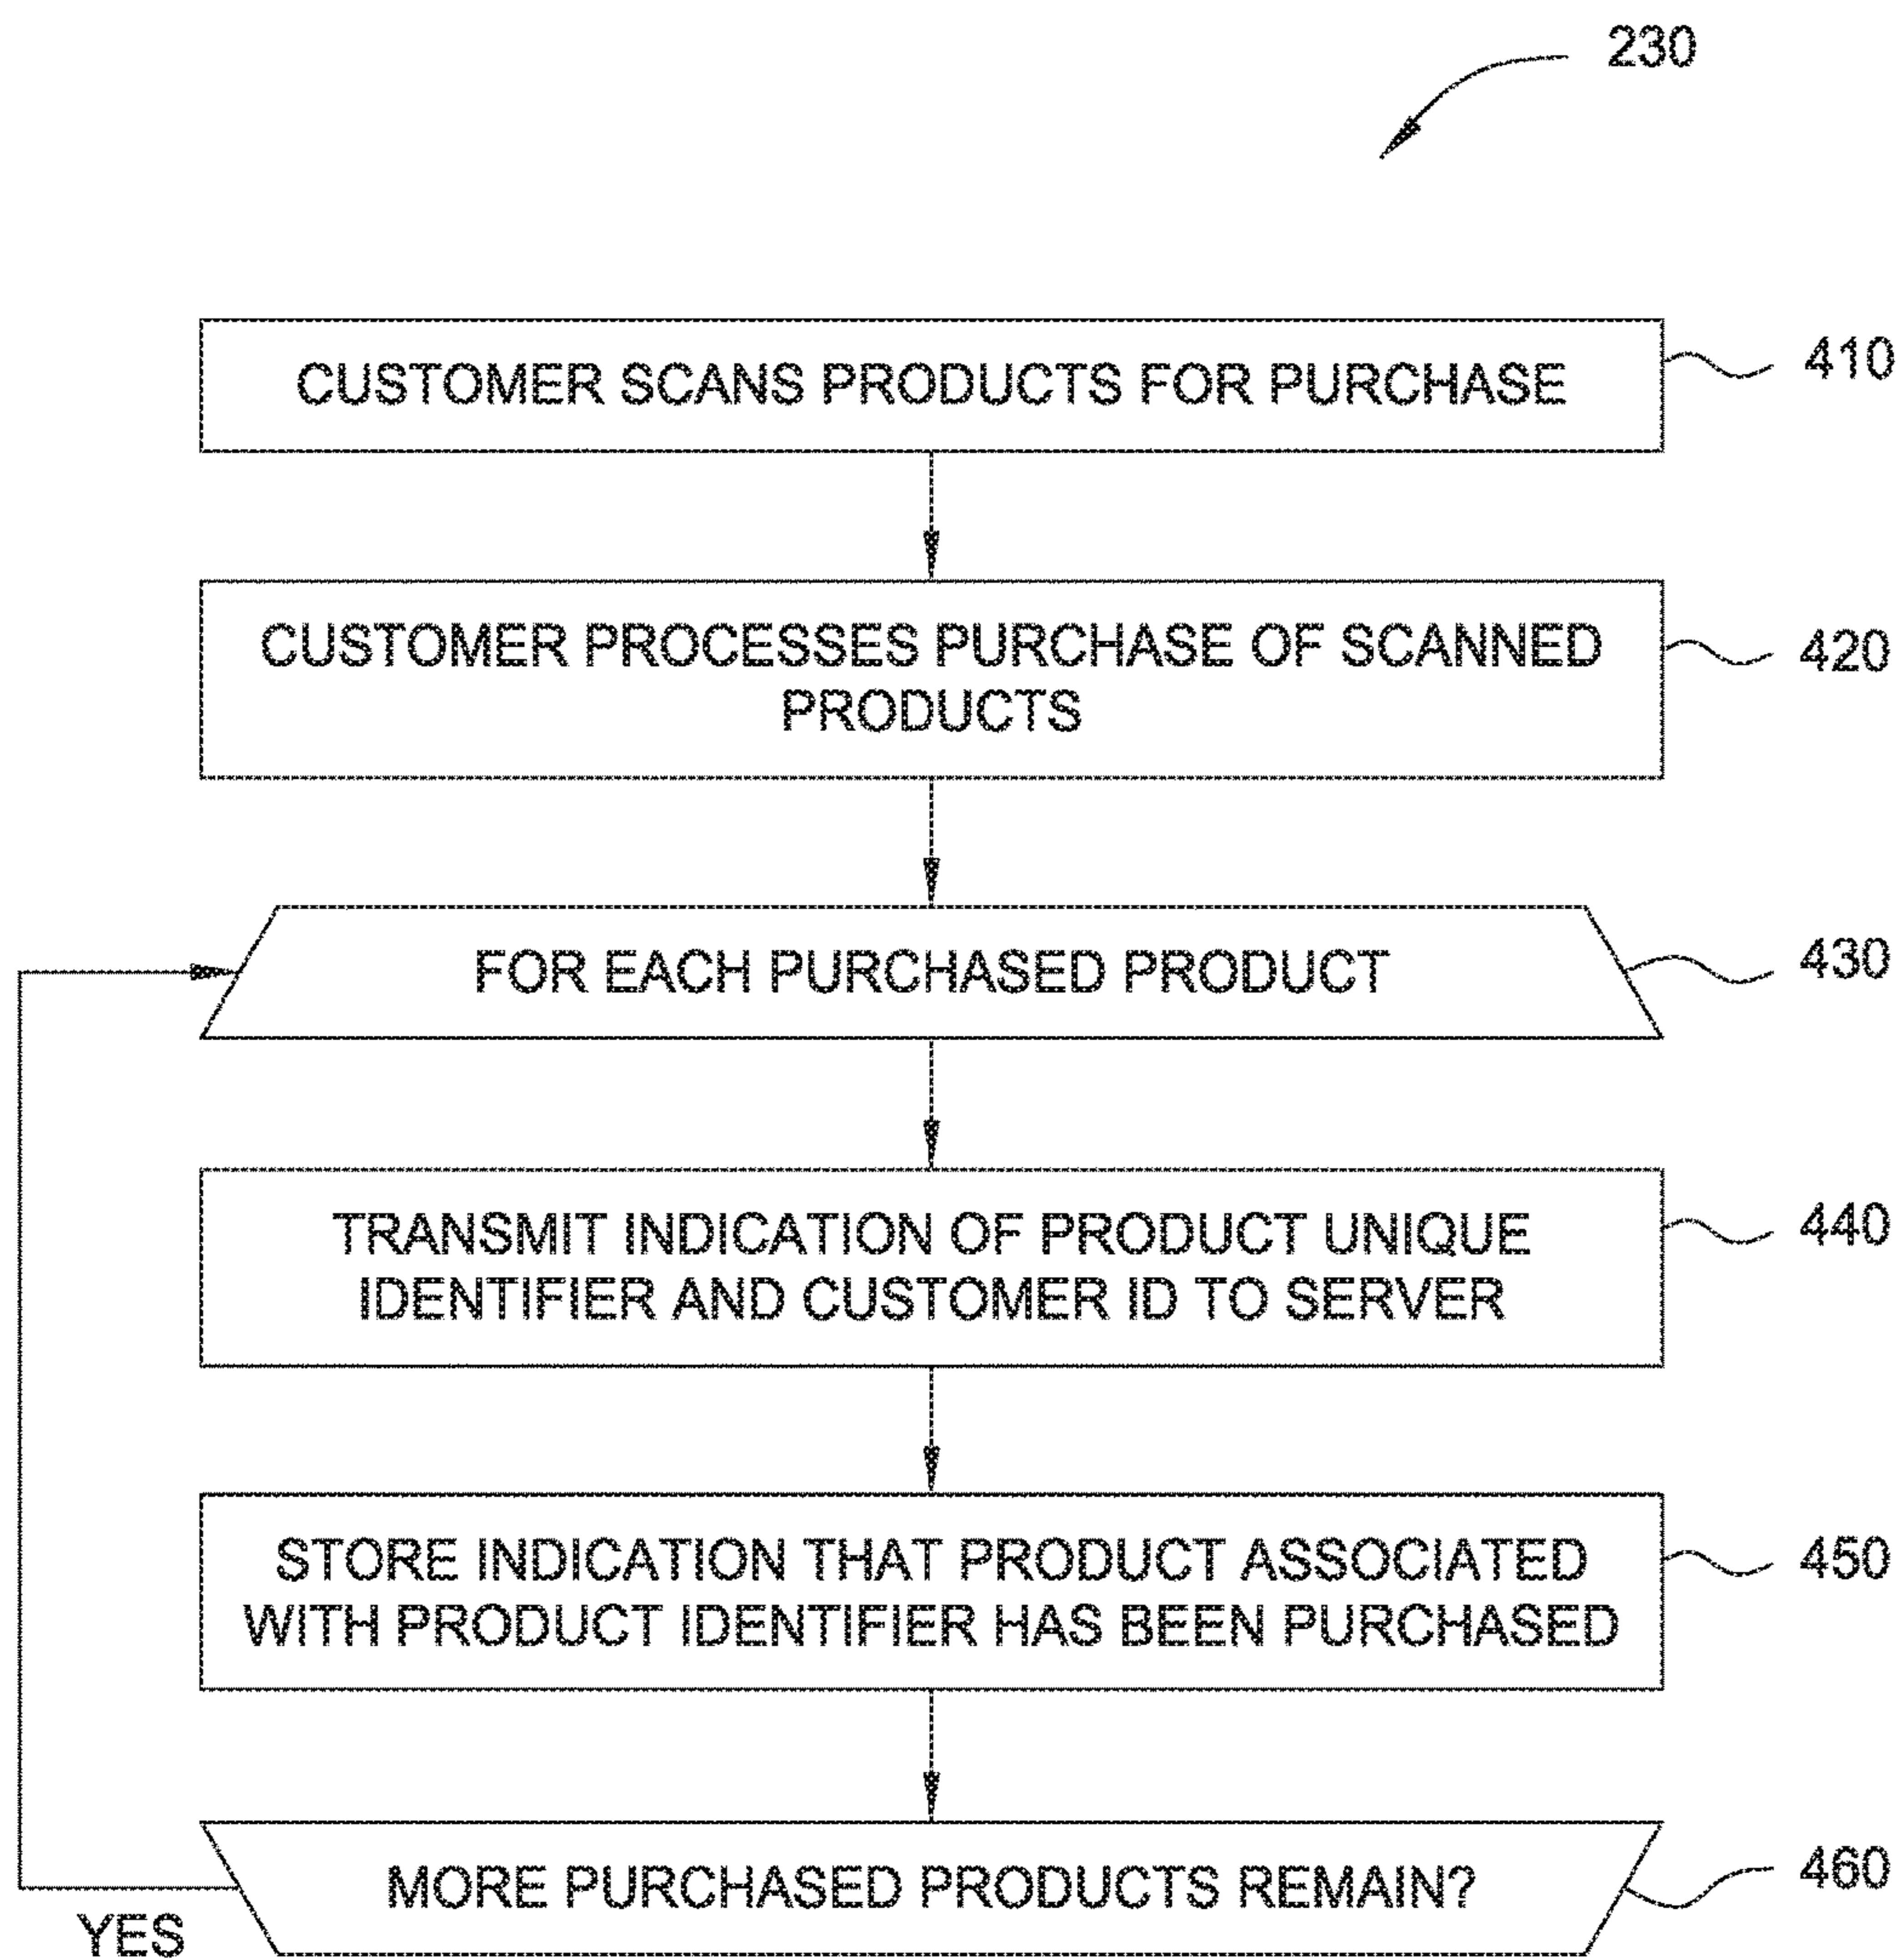 230
CUSTOMER SCANS PRODUCTS FOR PURCHASE
410
CUSTOMER PROCESSES PURCHASE OF SCANNED
PRODUCTS
420
FOR EACH PURCHASED PRODUCT
430
TRANSMIT INDICATION OF PRODUCT UNIQUE
IDENTIFIER AND CUSTOMER ID TO SERVER
440
STORE INDICATION THAT PRODUCT ASSOCIATED
WITH PRODUCT IDENTIFIER HAS BEEN PURCHASED
450
MORE PURCHASED PRODUCTS REMAIN?
460
YES